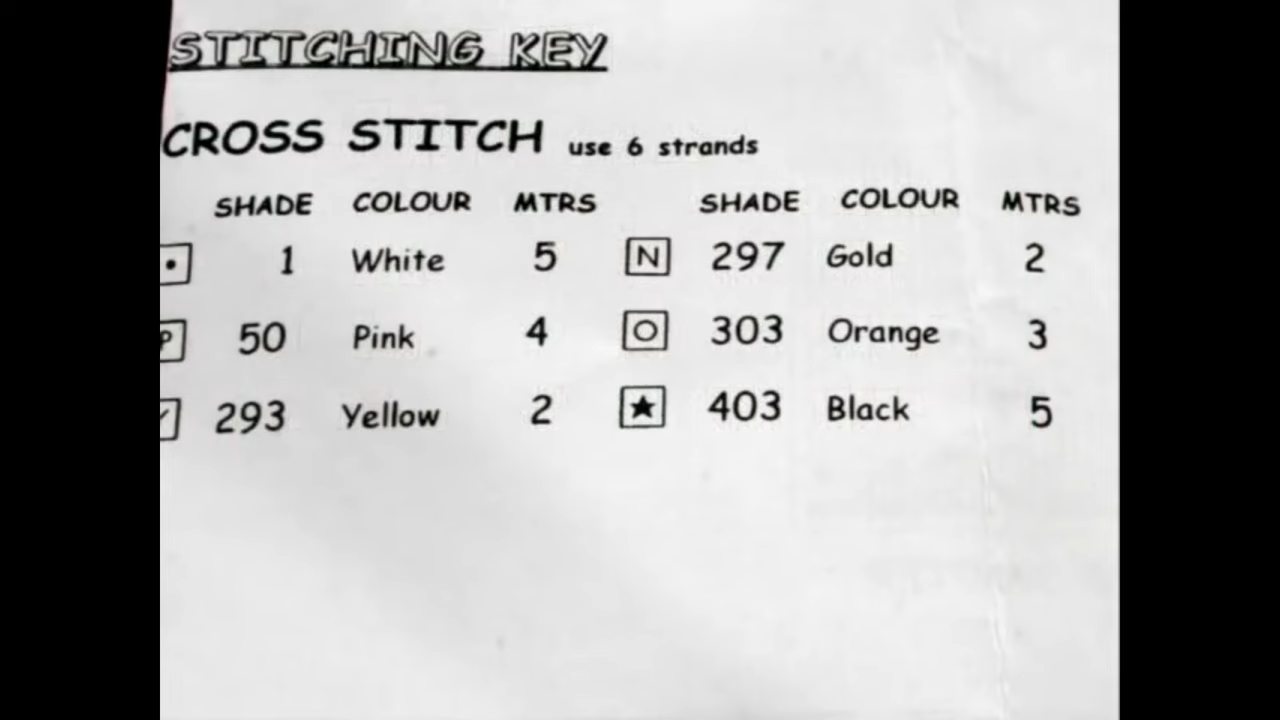 STITCHING KEY
CROSS STITCH use 6 strands
SHADE COLOUR MTRS SHADE COLOUR MTRS
1 White 5 N 297 Gold 2
P 50 Pink 4 O 303 Orange 3
293 Yellow 2 ★ 403 Black 5